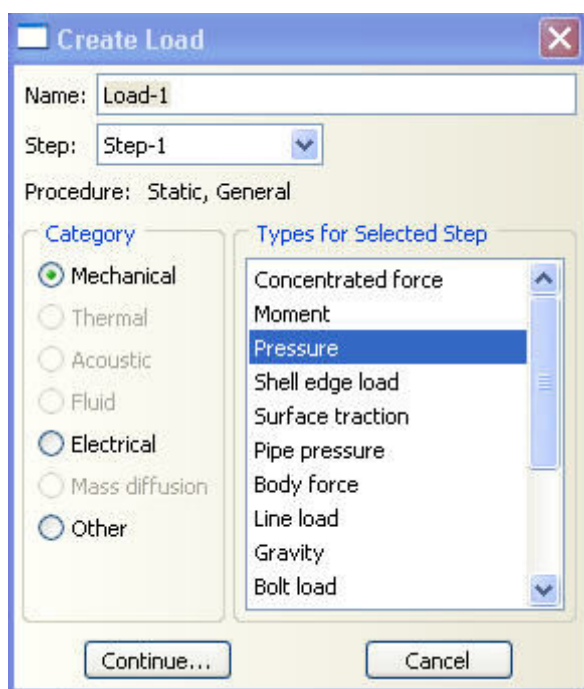 Create Load
Name: Load-1
Step: Step-1
Procedure: Static, General
Category
Mechanical
Thermal
Acoustic
Fluid
Electrical
Mass diffusion
Other
Types for Selected Step
Concentrated force
Moment
Pressure
Shell edge load
Surface traction
Pipe pressure
Body force
Line load
Gravity
Bolt load
Continue... Cancel